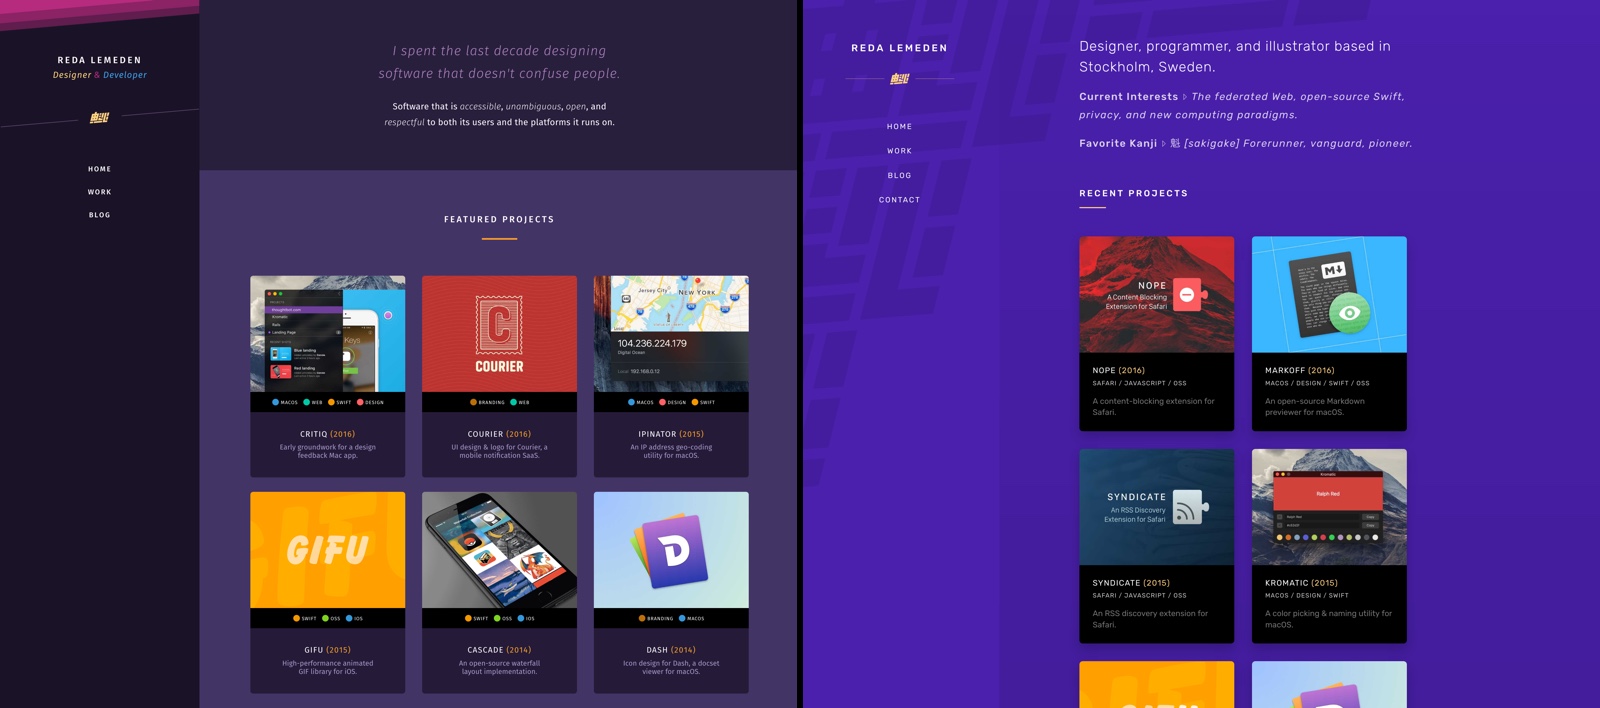 REDA LEMEDEN
Designer & Developer
HOME
WORK
BLOG
I spent the last decade designing
software that doesn't confuse people.
Software that is accessible, unambiguous, open, and
respectful to both its users and the platforms it runs on.
FEATURED PROJECTS
Keys
Blue landing
Red landing
MACOS WEB SWIFT DESIGN
CRITIQ (2016)
Early groundwork for a design
feedback Mac app.
C
COURIER
BRANDING WEB
COURIER (2016)
UI design & logo for Courier, a
mobile notification SaaS.
Jersey City
NEW YORK
104.236.224.179
Digital Ocean
Local 192.168.0.12
MACOS DESIGN SWIFT
IPINATOR (2015)
An IP address geo-coding
utility for macOS.
GIFU
SWIFT OSS IOS
GIFU (2015)
High-performance animated
GIF library for iOS.
SWIFT OSS IOS
CASCADE (2014)
An open-source waterfall
layout implementation.
D
BRANDING MACOS
DASH (2014)
Icon design for Dash, a docset
viewer for macOS.
REDA LEMEDEN
HOME
WORK
BLOG
CONTACT
Designer, programmer, and illustrator based in
Stockholm, Sweden.
Current Interests ▹ The federated Web, open-source Swift,
privacy, and new computing paradigms.
Favorite Kanji ▹ 魁 [sakigake] Forerunner, vanguard, pioneer.
RECENT PROJECTS
NOPE
A Content Blocking
Extension for Safari
NOPE (2016)
SAFARI / JAVASCRIPT / OSS
A content-blocking extension for
Safari.
M
MARKOFF (2016)
MACOS / DESIGN / SWIFT / OSS
An open-source Markdown
previewer for macOS.
SYNDICATE
An RSS Discovery
Extension for Safari
SYNDICATE (2015)
SAFARI / JAVASCRIPT / OSS
An RSS discovery extension for
Safari.
Kromatic
Ralph Red
KROMATIC (2015)
MACOS / DESIGN / SWIFT
A color picking & naming utility for
macOS.